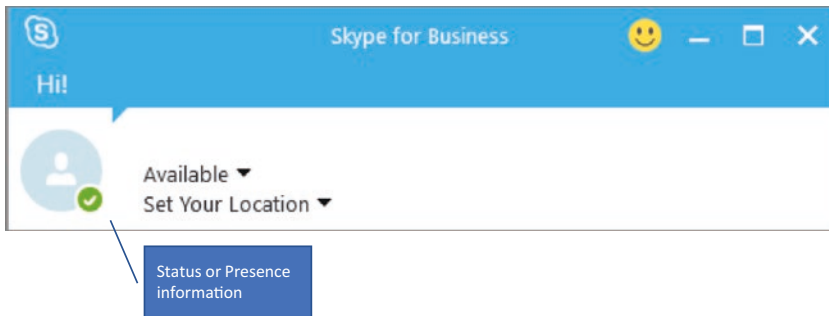 S
Skype for Business
Hi!
Available
Set Your Location
Status or Presence
information